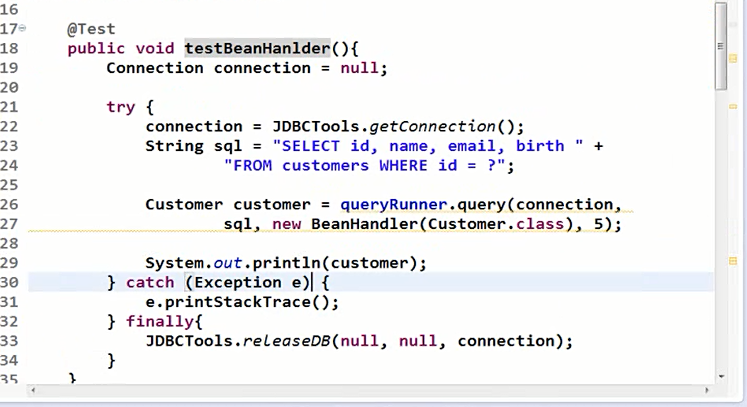 16
17 @Test
18 public void testBeanHanlder(){
19 Connection connection = null;
20
21 try {
22 connection = JDBCTools.getConnection();
23 String sql = "SELECT id, name, email, birth " +
24 "FROM customers WHERE id = ?";
25
26 Customer customer = queryRunner.query(connection,
27 sql, new BeanHandler(Customer.class), 5);
28
29 System.out.println(customer);
30 } catch (Exception e) {
31 e.printStackTrace();
32 } finally{
33 JDBCTools.releaseDB(null, null, connection);
34 }
35 }